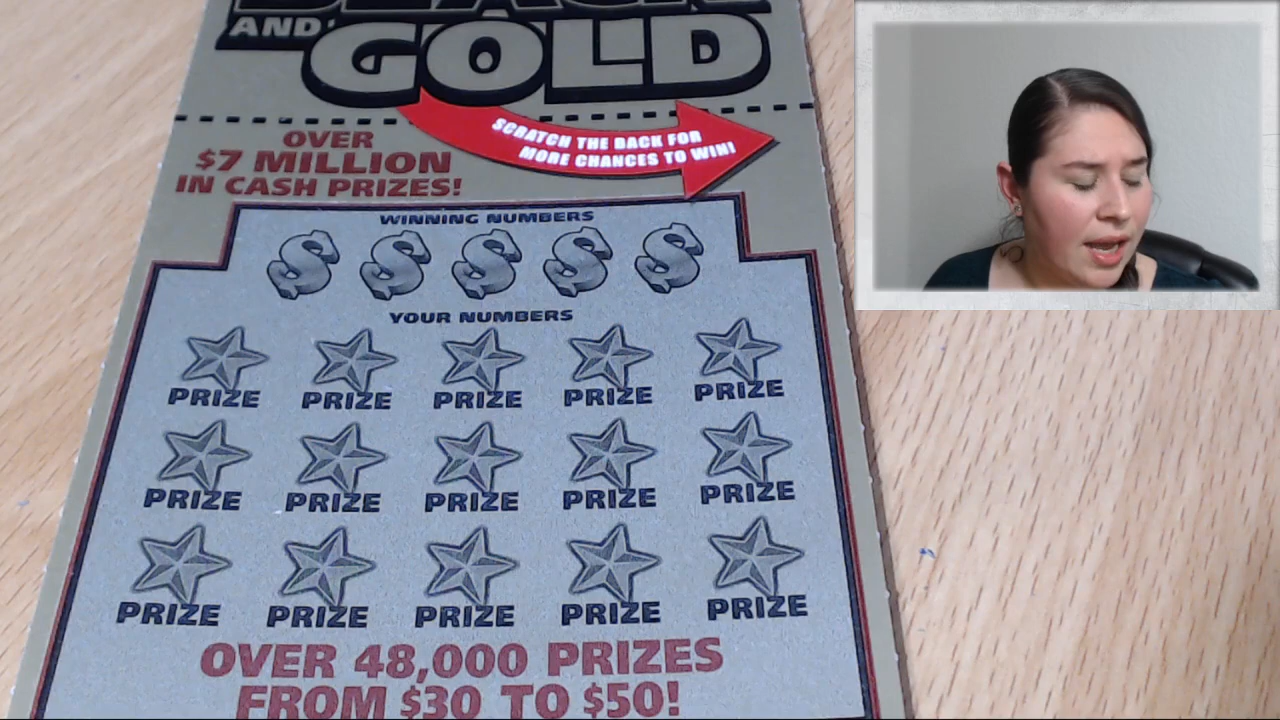 BLACK
AND
GOLD
SCRATCH THE BACK FOR
MORE CHANCES TO WIN!
OVER
$7 MILLION
IN CASH PRIZES!
WINNING NUMBERS
$ $ $ $ $
YOUR NUMBERS
PRIZE PRIZE PRIZE PRIZE PRIZE
PRIZE PRIZE PRIZE PRIZE PRIZE
PRIZE PRIZE PRIZE PRIZE PRIZE
OVER 48,000 PRIZES
FROM $30 TO $50!